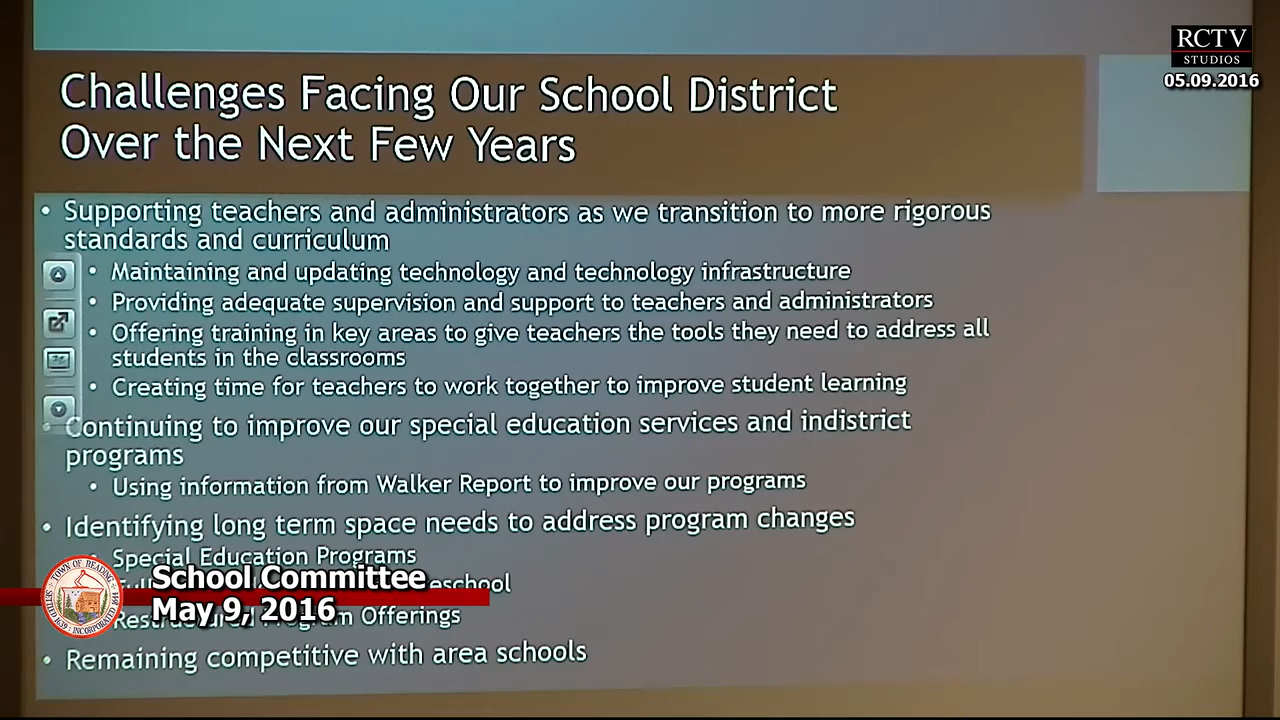 RCTV
STUDIOS
05.09.2016
Challenges Facing Our School District
Over the Next Few Years
• Supporting teachers and administrators as we transition to more rigorous
standards and curriculum
• Maintaining and updating technology and technology infrastructure
• Providing adequate supervision and support to teachers and administrators
• Offering training in key areas to give teachers the tools they need to address all
students in the classrooms
• Creating time for teachers to work together to improve student learning
• Continuing to improve our special education services and indistrict
programs
• Using information from Walker Report to improve our programs
• Identifying long term space needs to address program changes
• Special Education Programs
School Committee
May 9, 2016
TOWN OF READING
Offerings
• Remaining competitive with area schools